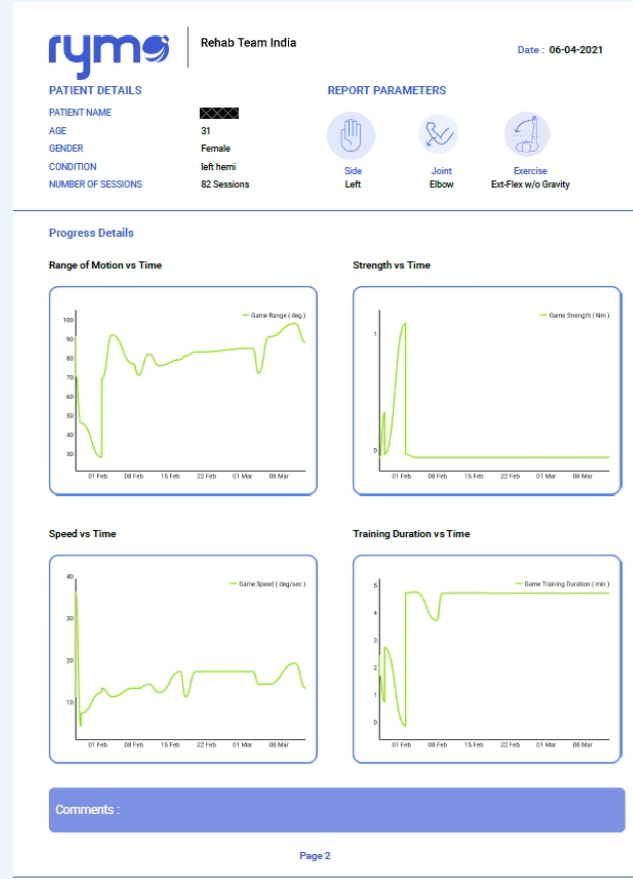 rymo
Rehab Team India
Date : 06-04-2021
PATIENT DETAILS
REPORT PARAMETERS
PATIENT NAME
AGE 31
GENDER Female
CONDITION left hemi
NUMBER OF SESSIONS 82 Sessions
Side Joint Exercise
Left Elbow Ext-Flex w/o Gravity
Progress Details
Range of Motion vs Time
Game Range ( deg )
100
90
80
70
60
50
40
30
01 Feb 08 Feb 15 Feb 22 Feb 01 Mar 08 Mar
Strength vs Time
Game Strength ( Nm )
1
0
01 Feb 08 Feb 15 Feb 22 Feb 01 Mar 08 Mar
Speed vs Time
Game Speed ( deg/sec )
40
30
20
10
01 Feb 08 Feb 15 Feb 22 Feb 01 Mar 08 Mar
Training Duration vs Time
Game Training Duration ( min )
5
4
3
2
1
0
01 Feb 08 Feb 15 Feb 22 Feb 01 Mar 08 Mar
Comments :
Page 2